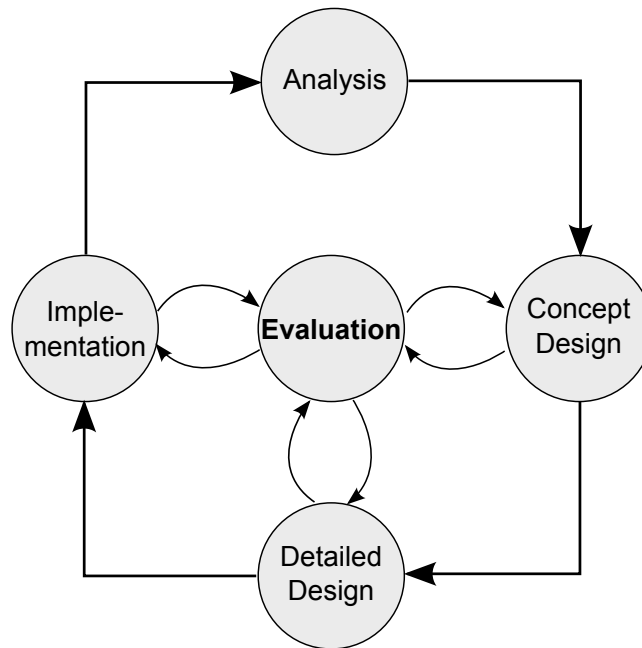 Analysis
Imple-
mentation
Evaluation
Concept
Design
Detailed
Design